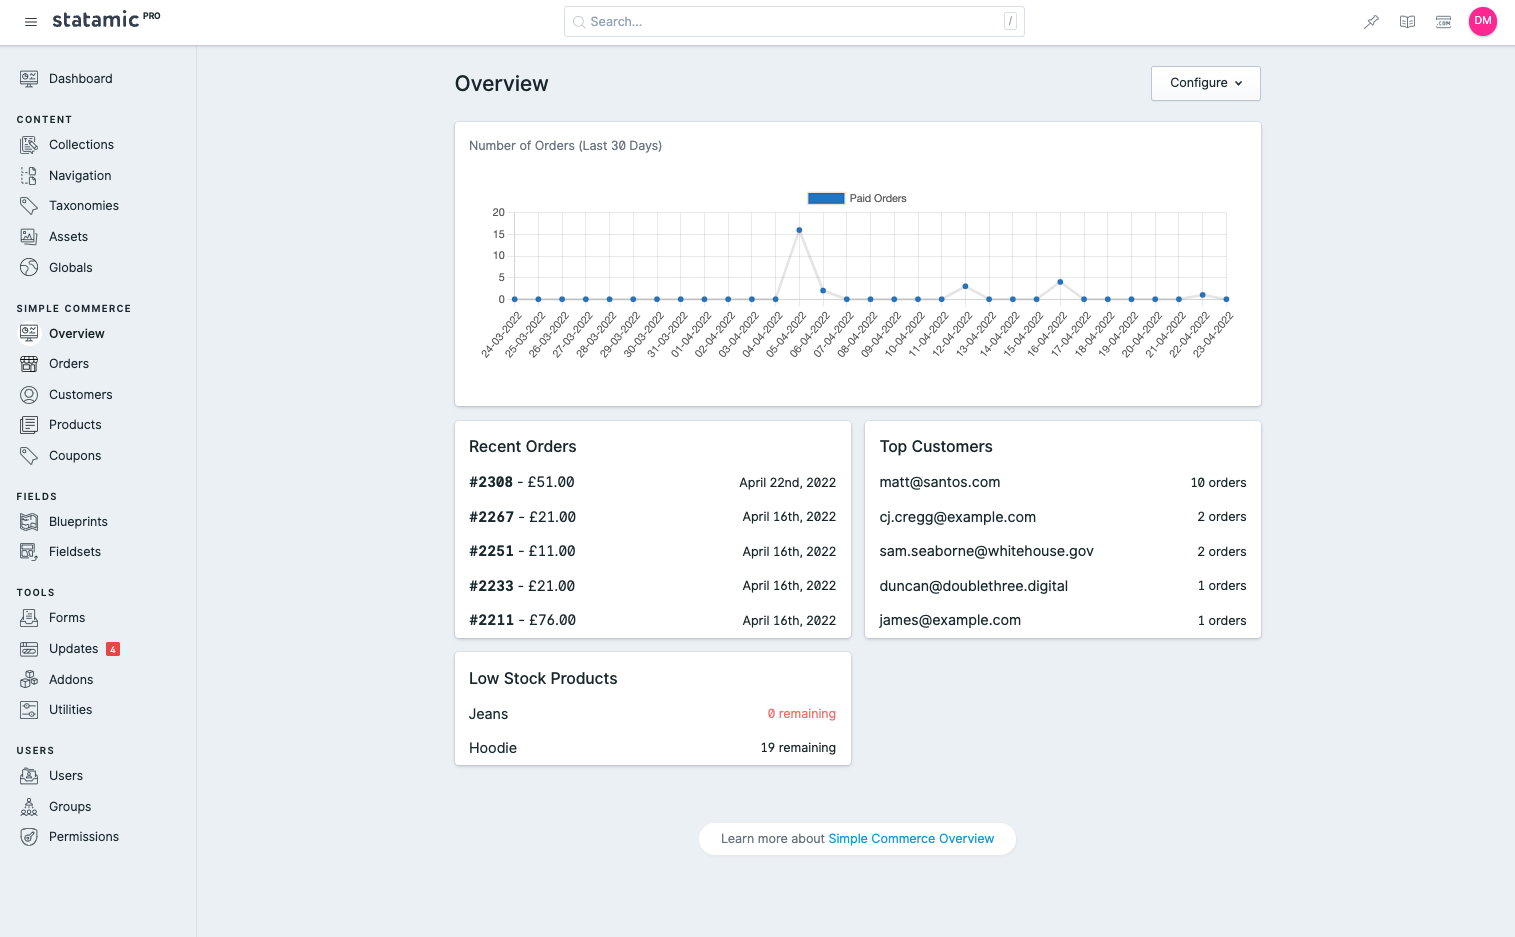 statamic PRO
Search...
/
.COM
DM
Dashboard
CONTENT
Collections
Navigation
Taxonomies
Assets
Globals
SIMPLE COMMERCE
Overview
Orders
Customers
Products
Coupons
FIELDS
Blueprints
Fieldsets
TOOLS
Forms
Updates 4
Addons
Utilities
USERS
Users
Groups
Permissions
Overview
Configure
Number of Orders (Last 30 Days)
Paid Orders
20
15
10
5
0
24-03-2022
25-03-2022
26-03-2022
27-03-2022
28-03-2022
29-03-2022
30-03-2022
31-03-2022
01-04-2022
02-04-2022
03-04-2022
04-04-2022
05-04-2022
06-04-2022
07-04-2022
08-04-2022
09-04-2022
10-04-2022
11-04-2022
12-04-2022
13-04-2022
14-04-2022
15-04-2022
16-04-2022
17-04-2022
18-04-2022
19-04-2022
20-04-2022
21-04-2022
22-04-2022
23-04-2022
Recent Orders
#2308 - £51.00 April 22nd, 2022
#2267 - £21.00 April 16th, 2022
#2251 - £11.00 April 16th, 2022
#2233 - £21.00 April 16th, 2022
#2211 - £76.00 April 16th, 2022
Top Customers
matt@santos.com 10 orders
cj.cregg@example.com 2 orders
sam.seaborne@whitehouse.gov 2 orders
duncan@doublethree.digital 1 orders
james@example.com 1 orders
Low Stock Products
Jeans 0 remaining
Hoodie 19 remaining
Learn more about Simple Commerce Overview